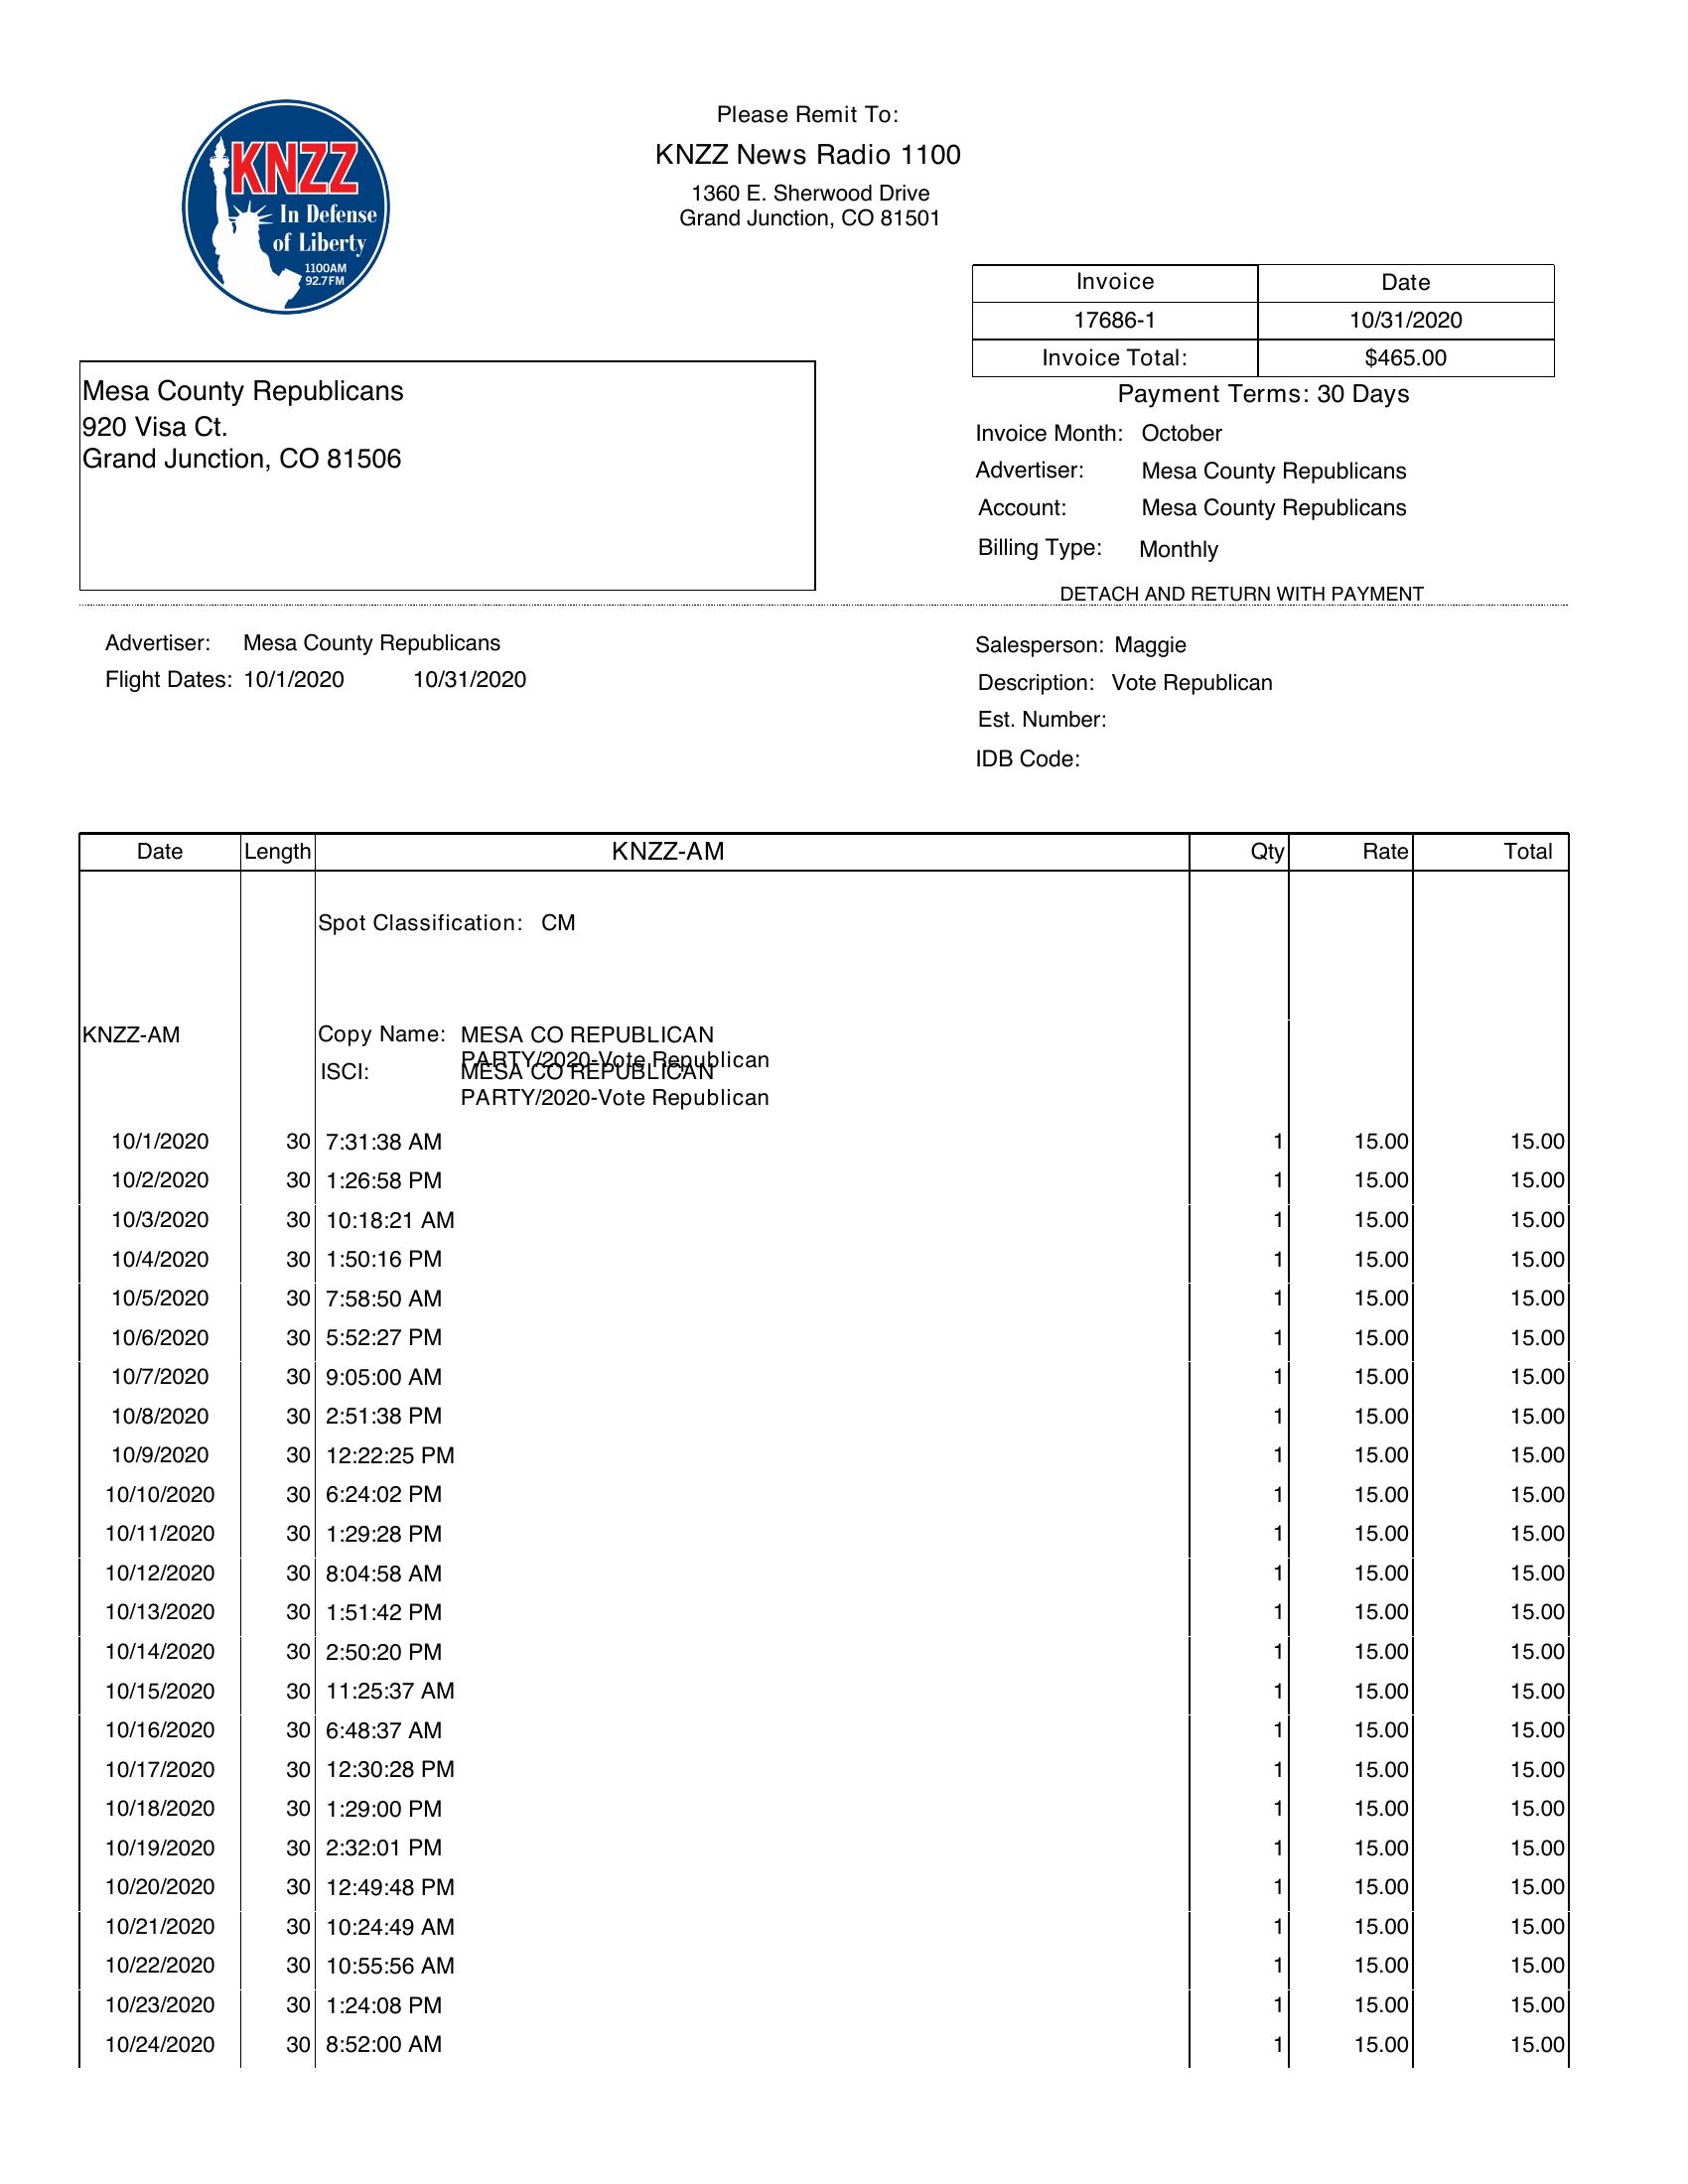 KNZZ
In Defense
of Liberty
1100AM
92.7FM
Please Remit To:
KNZZ News Radio 1100
1360 E. Sherwood Drive
Grand Junction, CO 81501
Invoice Date
17686-1 10/31/2020
Invoice Total: $465.00
Payment Terms: 30 Days
Mesa County Republicans
920 Visa Ct.
Grand Junction, CO 81506
Invoice Month: October
Advertiser: Mesa County Republicans
Account: Mesa County Republicans
Billing Type: Monthly
DETACH AND RETURN WITH PAYMENT
Advertiser: Mesa County Republicans
Flight Dates: 10/1/2020 10/31/2020
Salesperson: Maggie
Description: Vote Republican
Est. Number:
IDB Code:
Date Length KNZZ-AM Qty Rate Total
Spot Classification: CM
KNZZ-AM Copy Name: MESA CO REPUBLICAN
PARTY/2020-Vote Republican
ISCI: MESA CO REPUBLICAN
PARTY/2020-Vote Republican
10/1/2020 30 7:31:38 AM 1 15.00 15.00
10/2/2020 30 1:26:58 PM 1 15.00 15.00
10/3/2020 30 10:18:21 AM 1 15.00 15.00
10/4/2020 30 1:50:16 PM 1 15.00 15.00
10/5/2020 30 7:58:50 AM 1 15.00 15.00
10/6/2020 30 5:52:27 PM 1 15.00 15.00
10/7/2020 30 9:05:00 AM 1 15.00 15.00
10/8/2020 30 2:51:38 PM 1 15.00 15.00
10/9/2020 30 12:22:25 PM 1 15.00 15.00
10/10/2020 30 6:24:02 PM 1 15.00 15.00
10/11/2020 30 1:29:28 PM 1 15.00 15.00
10/12/2020 30 8:04:58 AM 1 15.00 15.00
10/13/2020 30 1:51:42 PM 1 15.00 15.00
10/14/2020 30 2:50:20 PM 1 15.00 15.00
10/15/2020 30 11:25:37 AM 1 15.00 15.00
10/16/2020 30 6:48:37 AM 1 15.00 15.00
10/17/2020 30 12:30:28 PM 1 15.00 15.00
10/18/2020 30 1:29:00 PM 1 15.00 15.00
10/19/2020 30 2:32:01 PM 1 15.00 15.00
10/20/2020 30 12:49:48 PM 1 15.00 15.00
10/21/2020 30 10:24:49 AM 1 15.00 15.00
10/22/2020 30 10:55:56 AM 1 15.00 15.00
10/23/2020 30 1:24:08 PM 1 15.00 15.00
10/24/2020 30 8:52:00 AM 1 15.00 15.00